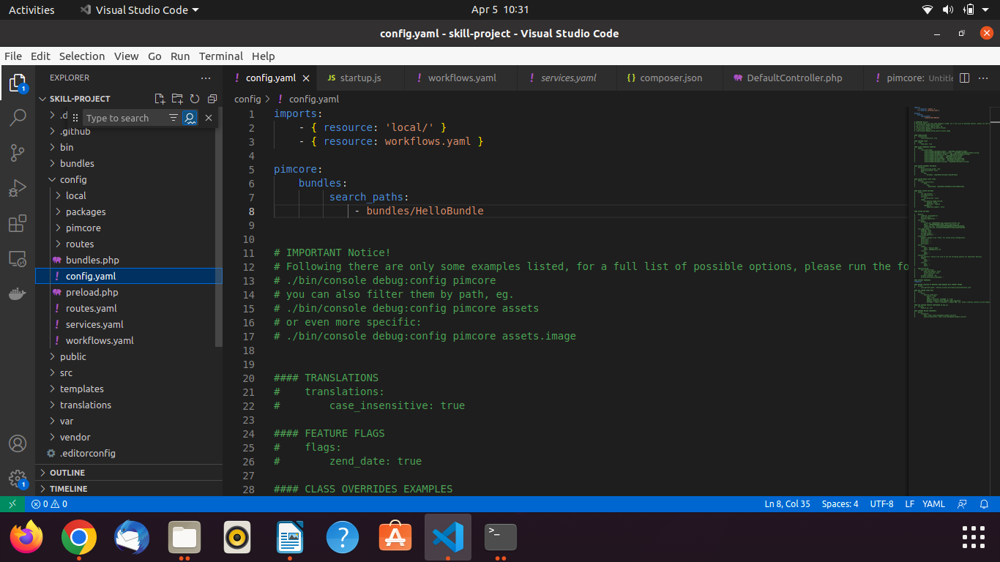 Activities
Visual Studio Code
Apr 5 10:31
config.yaml - skill-project - Visual Studio Code
File Edit Selection View Go Run Terminal Help
EXPLORER
config.yaml
JS startup.js
workflows.yaml
services.yaml
composer.json
DefaultController.php
pimcore: Untitle
SKILL-PROJECT
config > config.yaml
.d
Type to search
.github
bin
bundles
config
local
packages
pimcore
routes
bundles.php
config.yaml
preload.php
routes.yaml
services.yaml
workflows.yaml
public
src
templates
translations
var
vendor
.editorconfig
OUTLINE
TIMELINE
1 imports:
2 - { resource: 'local/' }
3 - { resource: workflows.yaml }
4
5 pimcore:
6 bundles:
7 search_paths:
8 - bundles/HelloBundle
9
10
11 # IMPORTANT Notice!
12 # Following there are only some examples listed, for a full list of possible options, please run the fo
13 # ./bin/console debug:config pimcore
14 # you can also filter them by path, eg.
15 # ./bin/console debug:config pimcore assets
16 # or even more specific:
17 # ./bin/console debug:config pimcore assets.image
18
19
20 #### TRANSLATIONS
21 # translations:
22 # case_insensitive: true
23
24 #### FEATURE FLAGS
25 # flags:
26 # zend_date: true
27
28 #### CLASS OVERRIDES EXAMPLES
1
1
0 0
Ln 8, Col 35
Spaces: 4
UTF-8
LF
YAML